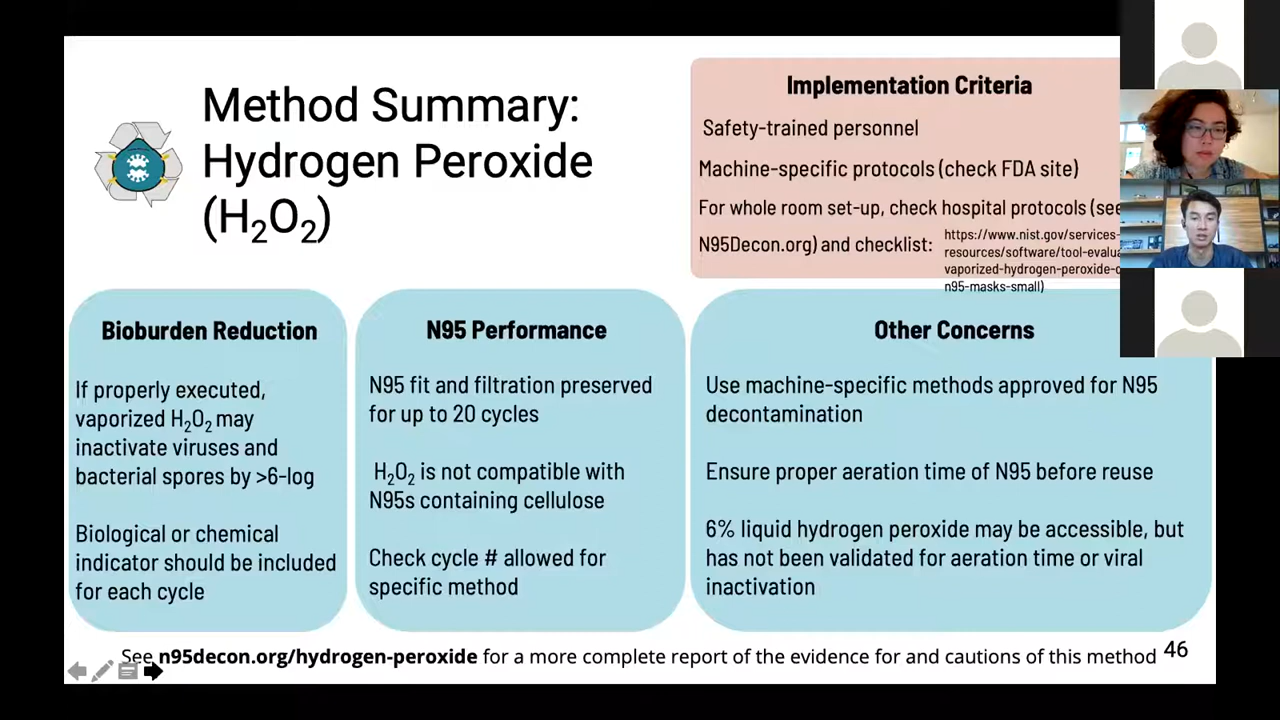 Method Summary:
Hydrogen Peroxide
(H₂O₂)
Implementation Criteria
Safety-trained personnel
Machine-specific protocols (check FDA site)
For whole room set-up, check hospital protocols (see
N95Decon.org) and checklist:
https://www.nist.gov/services-
resources/software/tool-evalua
vaporized-hydrogen-peroxide-
n95-masks-small)
Bioburden Reduction
If properly executed,
vaporized H₂O₂ may
inactivate viruses and
bacterial spores by >6-log
Biological or chemical
indicator should be included
for each cycle
N95 Performance
N95 fit and filtration preserved
for up to 20 cycles
H₂O₂ is not compatible with
N95s containing cellulose
Check cycle # allowed for
specific method
Other Concerns
Use machine-specific methods approved for N95
decontamination
Ensure proper aeration time of N95 before reuse
6% liquid hydrogen peroxide may be accessible, but
has not been validated for aeration time or viral
inactivation
See n95decon.org/hydrogen-peroxide for a more complete report of the evidence for and cautions of this method
46